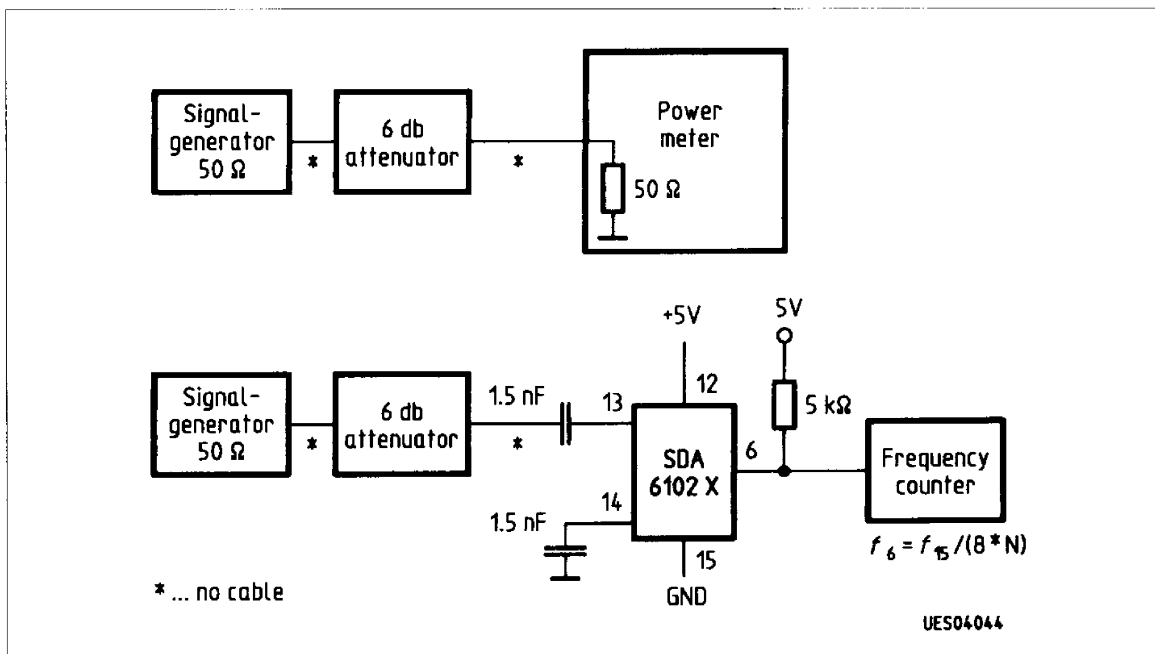 Signal-
generator
50 Ω
*
6 db
attenuator
*
Power
meter
50 Ω
Signal-
generator
50 Ω
*
6 db
attenuator
1.5 nF
*
13
+5V
12
5V
5 kΩ
SDA
6102 X
6
14
1.5 nF
15
GND
Frequency
counter
f 6 = f 15 /(8*N)
* ... no cable
UES04044